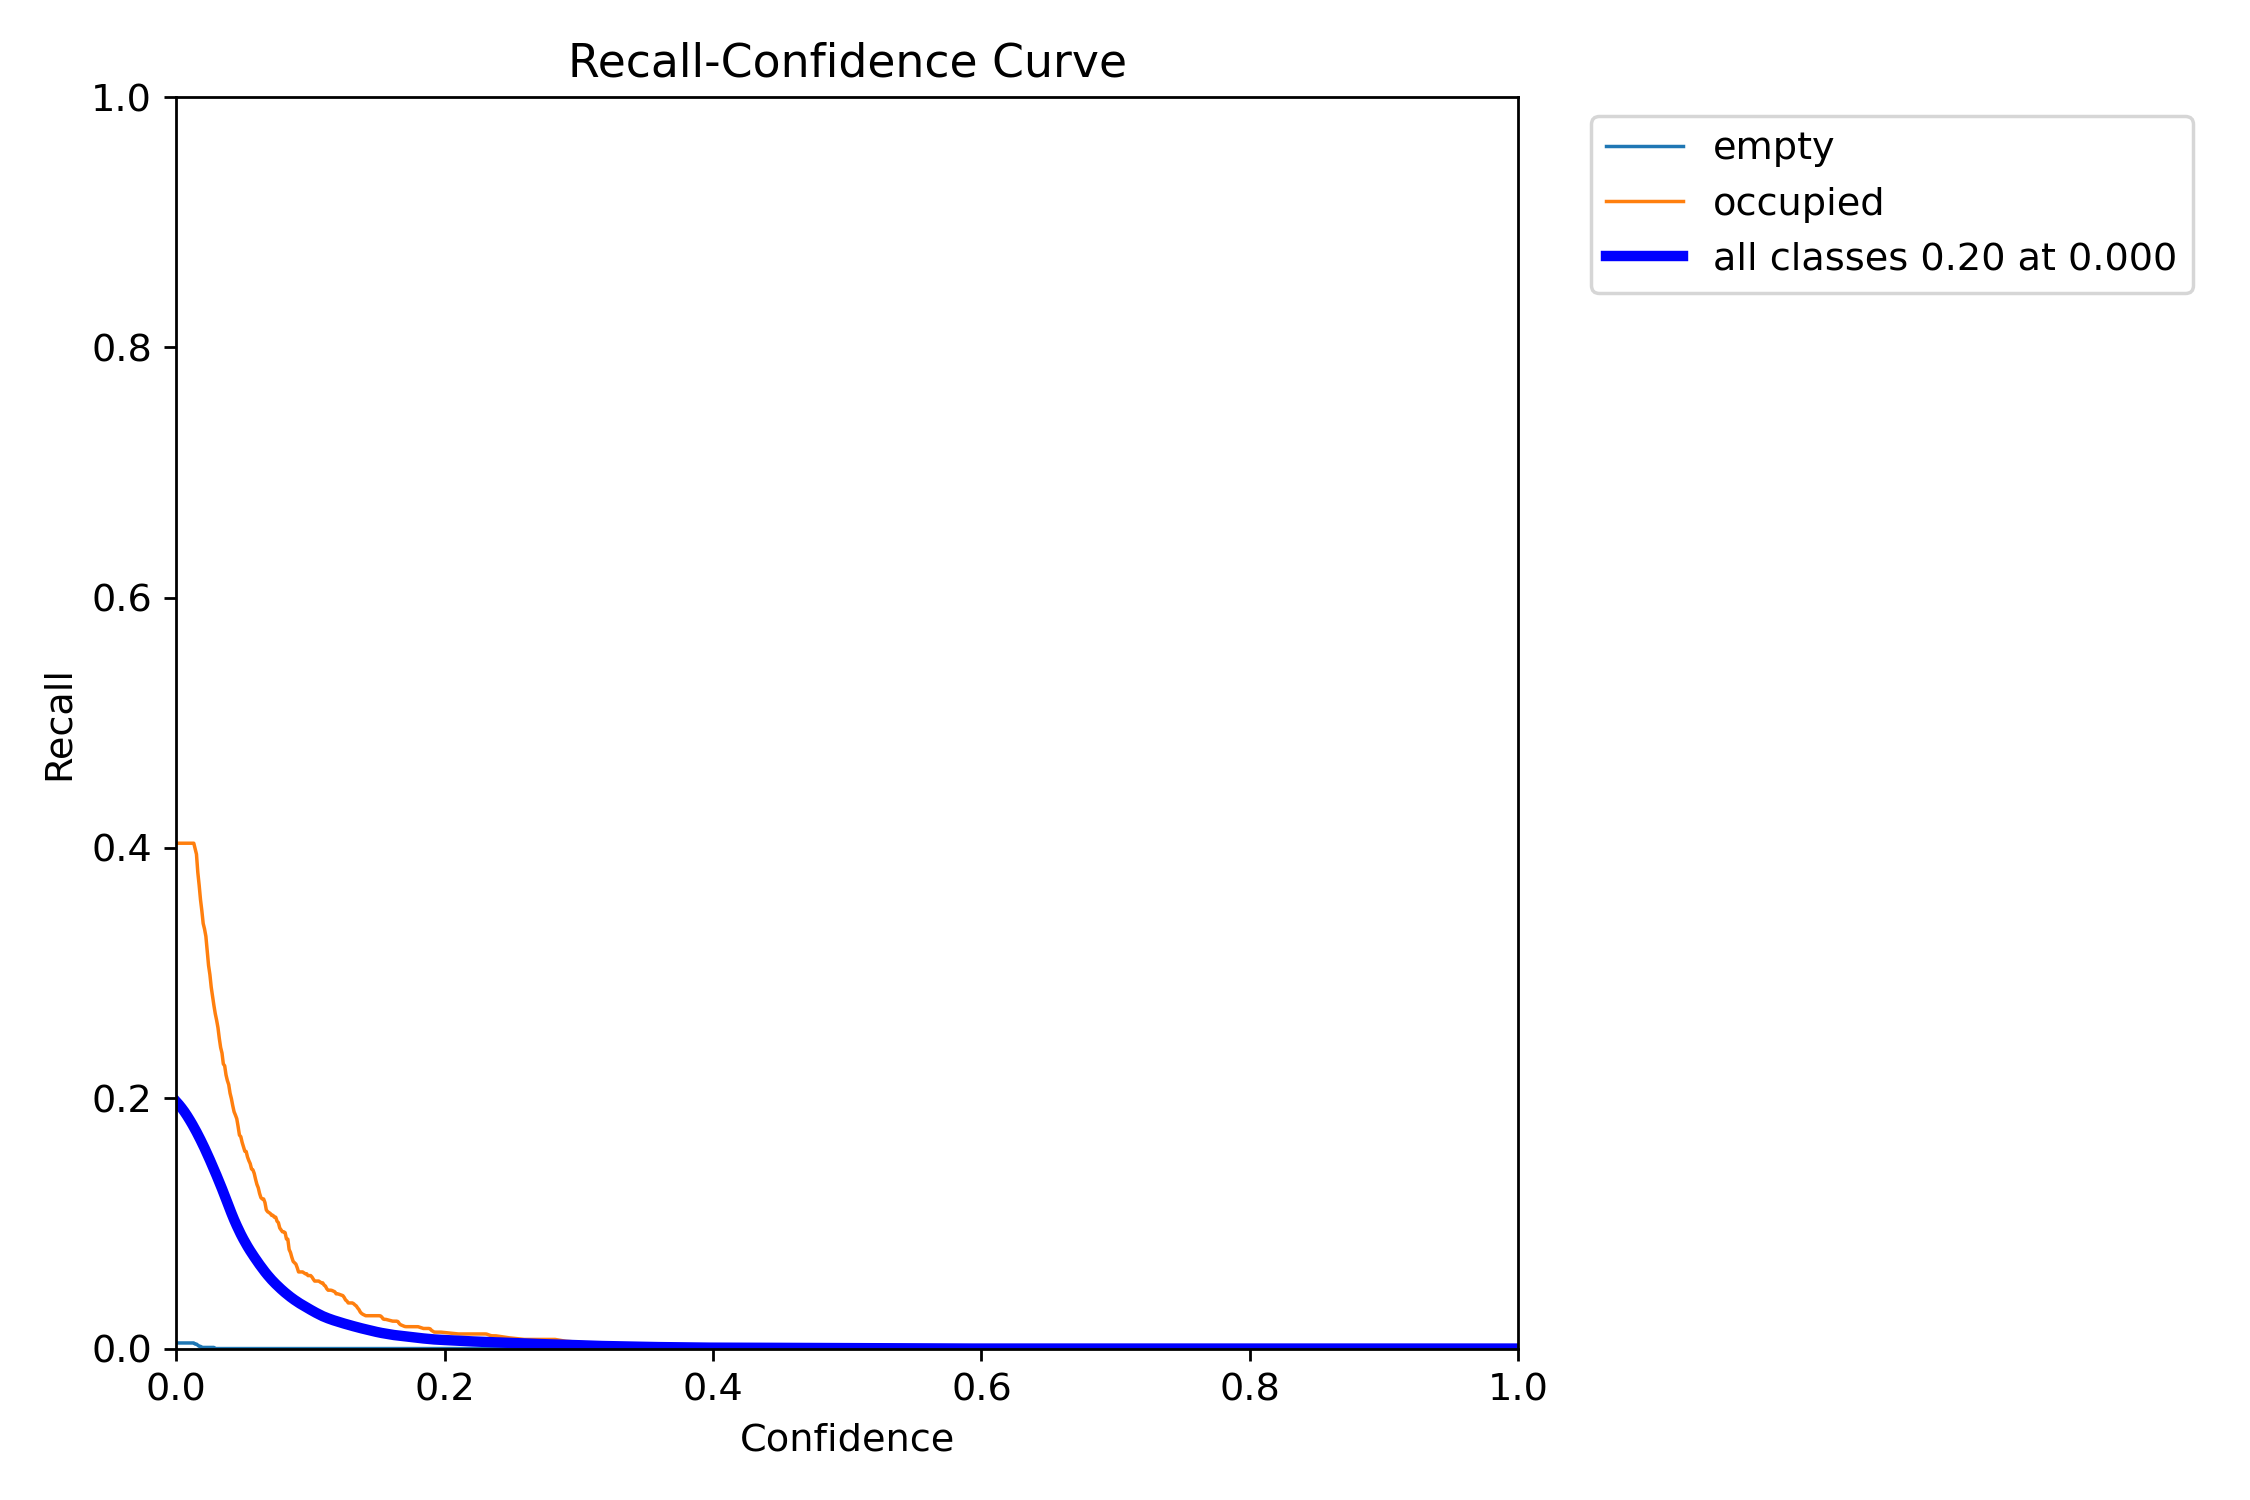 Recall-Confidence Curve
1.0
0.8
0.6
0.4
0.2
0.0
Recall
0.0 0.2 0.4 0.6 0.8 1.0
Confidence
empty
occupied
all classes 0.20 at 0.000